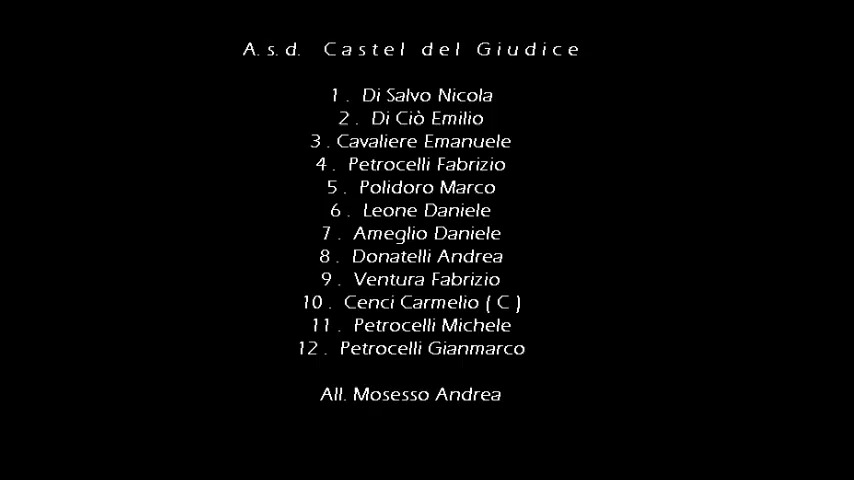 A.s.d. Castel del Giudice
1. Di Salvo Nicola
2. Di Ciò Emilio
3. Cavaliere Emanuele
4. Petrocelli Fabrizio
5. Polidoro Marco
6. Leone Daniele
7. Ameglio Daniele
8. Donatelli Andrea
9. Ventura Fabrizio
10. Cenci Carmelio ( C )
11. Petrocelli Michele
12. Petrocelli Gianmarco
All. Mosesso Andrea